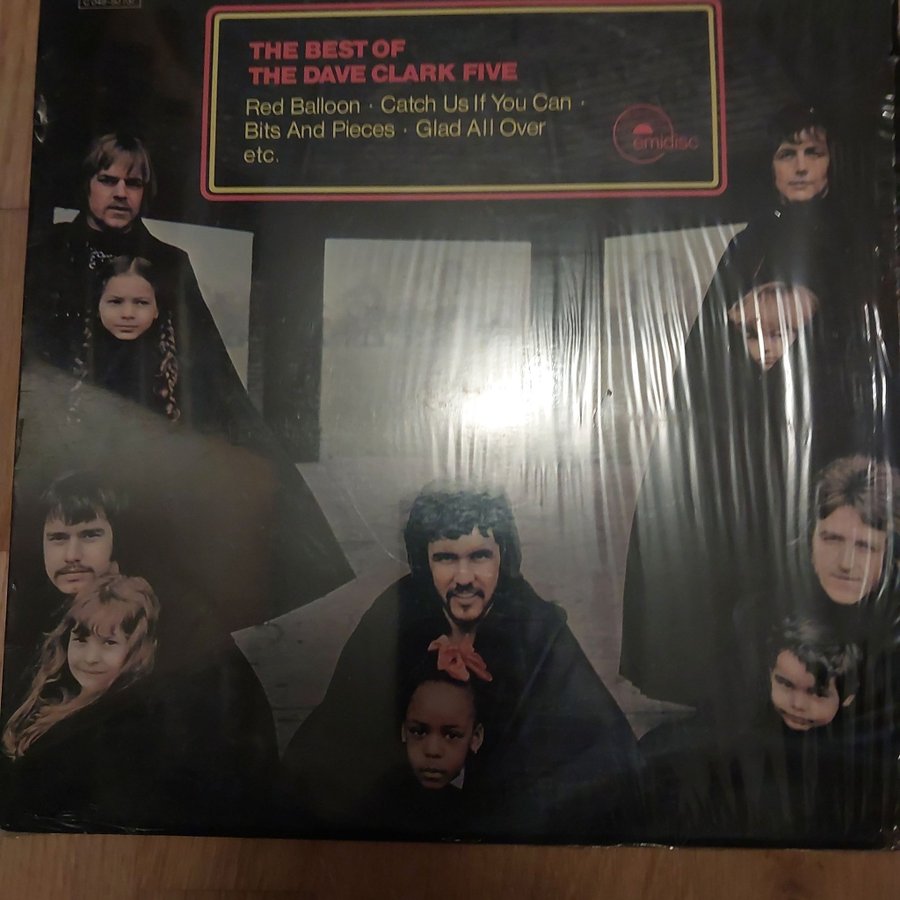 THE BEST OF
THE DAVE CLARK FIVE
Red Balloon · Catch Us If You Can ·
Bits And Pieces · Glad All Over
etc.
emidisc